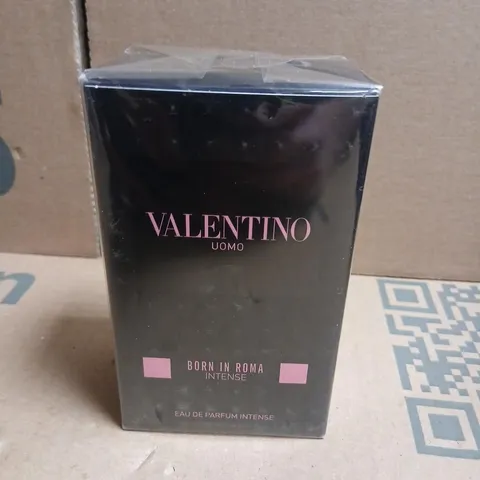 VALENTINO
UOMO
BORN IN ROMA
INTENSE
EAU DE PARFUM INTENSE